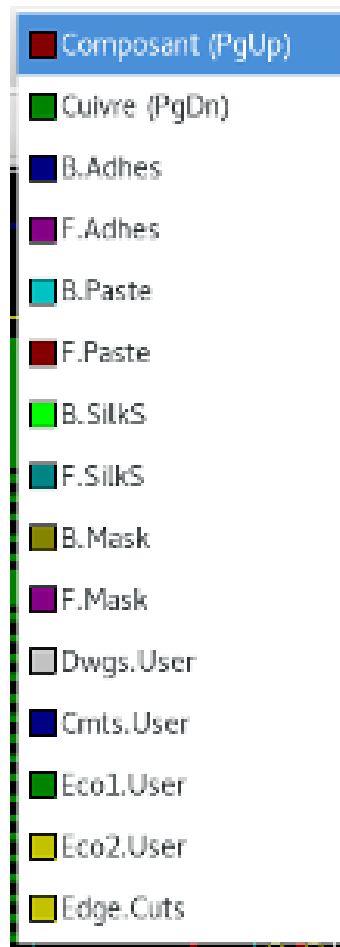 Composant (PgUp)
Cuivre (PgDn)
B.Adhes
F.Adhes
B.Paste
F.Paste
B.SilkS
F.SilkS
B.Mask
F.Mask
Dwgs.User
Cmts.User
Eco1.User
Eco2.User
Edge.Cuts